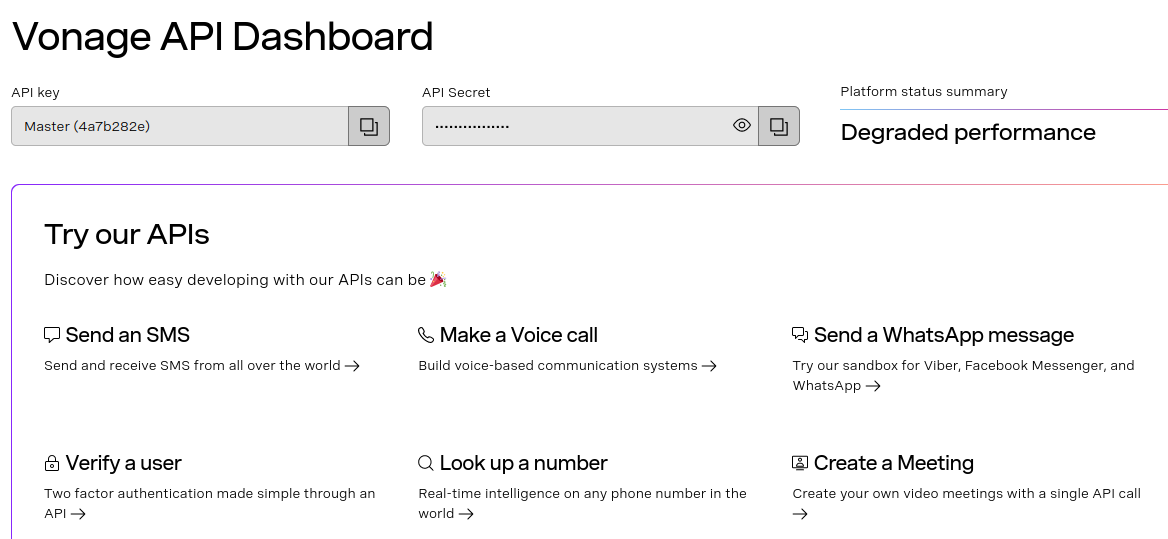 Vonage API Dashboard
API key
API Secret
Platform status summary
Master (4a7b282e)
••••••••••••••••
Degraded performance
Try our APIs
Discover how easy developing with our APIs can be 🎉
Send an SMS
Send and receive SMS from all over the world →
Make a Voice call
Build voice-based communication systems →
Send a WhatsApp message
Try our sandbox for Viber, Facebook Messenger, and
WhatsApp →
Verify a user
Two factor authentication made simple through an
API →
Look up a number
Real-time intelligence on any phone number in the
world →
Create a Meeting
Create your own video meetings with a single API call
→